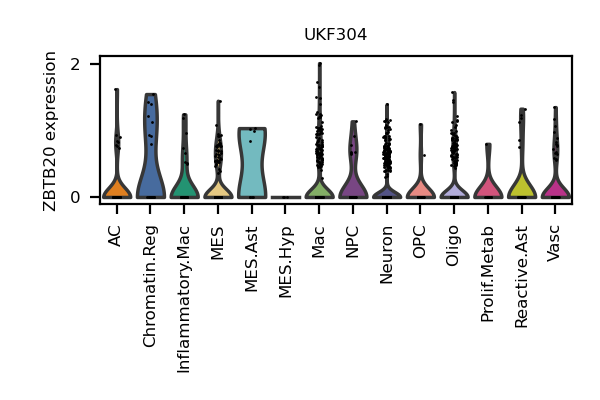 UKF304
ZBTB20 expression
2
0
AC
Chromatin.Reg
Inflammatory.Mac
MES
MES.Ast
MES.Hyp
Mac
NPC
Neuron
OPC
Oligo
Prolif.Metab
Reactive.Ast
Vasc